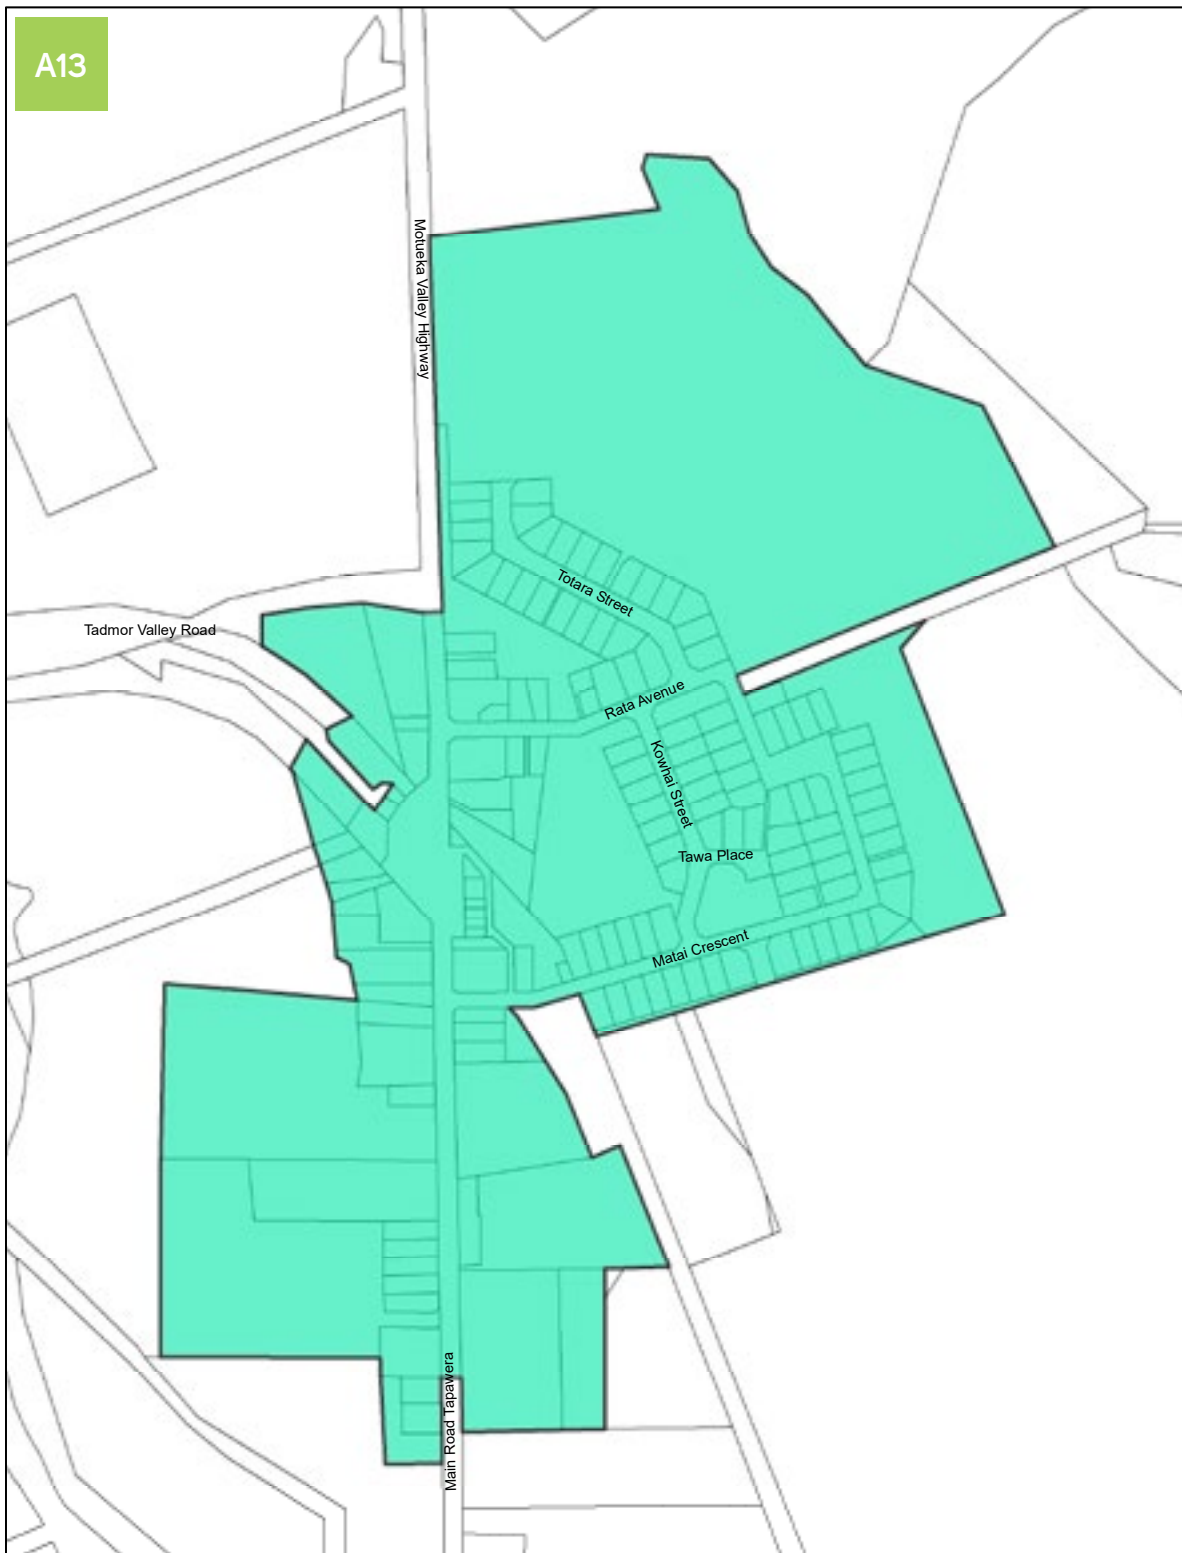 A13
Motueka Valley Highway
Totara Street
Tadmor Valley Road
Rata Avenue
Kowhai Street
Tawa Place
Matai Crescent
Main Road Tapawera